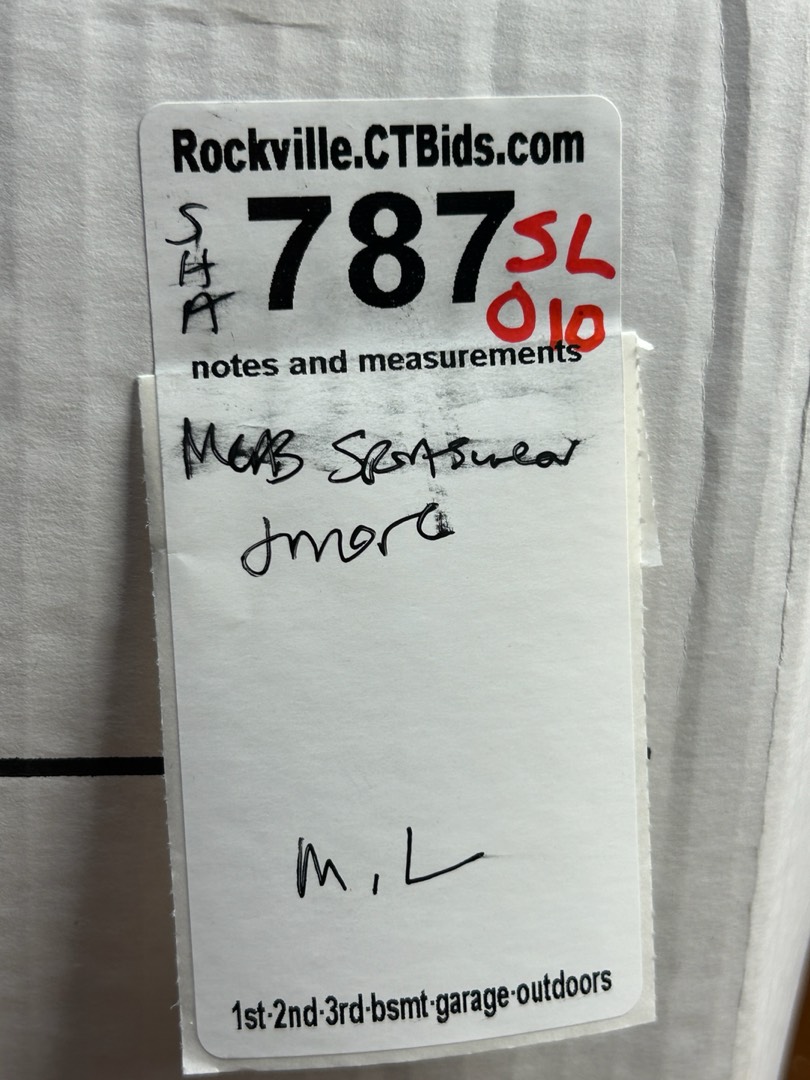 Rockville.CTBids.com
SHA 787 SL
010
notes and measurements
Sportswear
+more
M, L
1st-2nd-3rd-bsmt-garage-outdoors